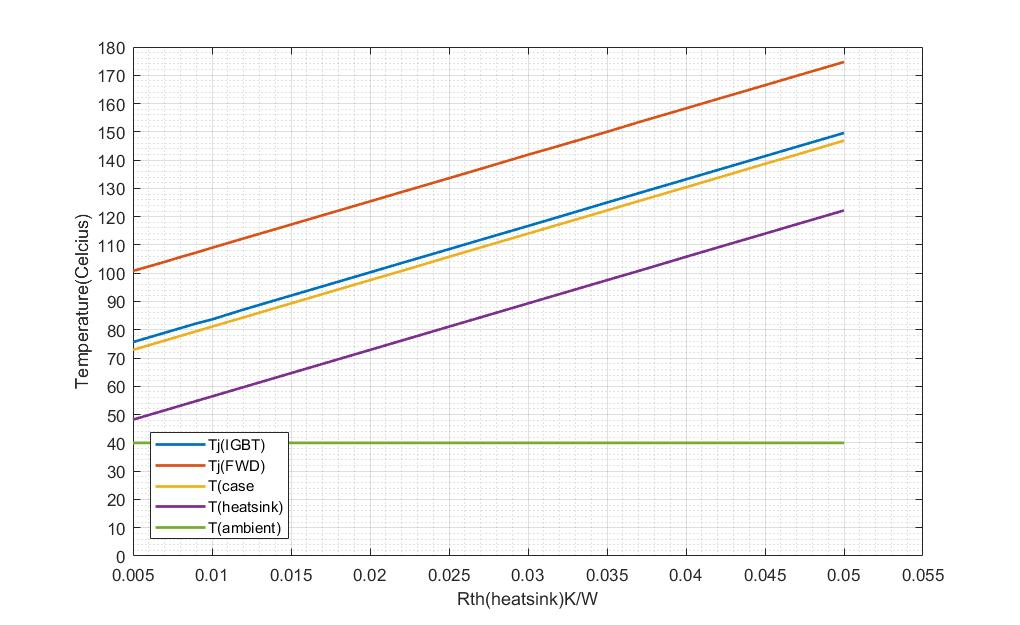 180
170
160
150
140
130
120
110
100
90
80
70
60
50
40
30
20
10
0
Temperature(Celcius)
Tj(IGBT)
Tj(FWD)
T(case
T(heatsink)
T(ambient)
0.005 0.01 0.015 0.02 0.025 0.03 0.035 0.04 0.045 0.05 0.055
Rth(heatsink)K/W